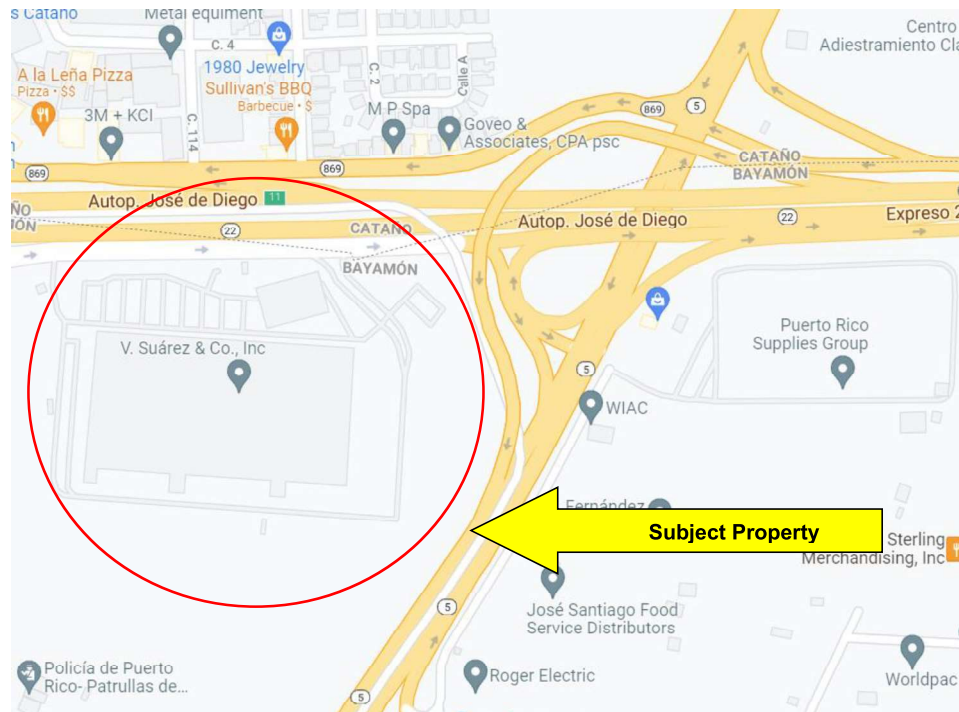 s Cataño
Metal equiment
C. 4
1980 Jewelry
Sullivan's BBQ
Barbecue • $
A la Leña Pizza
Pizza • $$
3M + KCI
C. 114
C. 2
Calle A
M P Spa
Goveo &
Associates, CPA psc
Centro
Adiestramiento Cla
869
5
869
869
CATAÑO
BAYAMÓN
Autop. José de Diego
11
22
CATAÑO
BAYAMÓN
Autop. José de Diego
22
Expreso 2
ÑO
V. Suárez & Co., Inc
Puerto Rico
Supplies Group
5
WIAC
Fernández
Subject Property
Sterling
Merchandising, Inc
José Santiago Food
Service Distributors
5
Roger Electric
Worldpac
Policía de Puerto
Rico- Patrullas de...
5